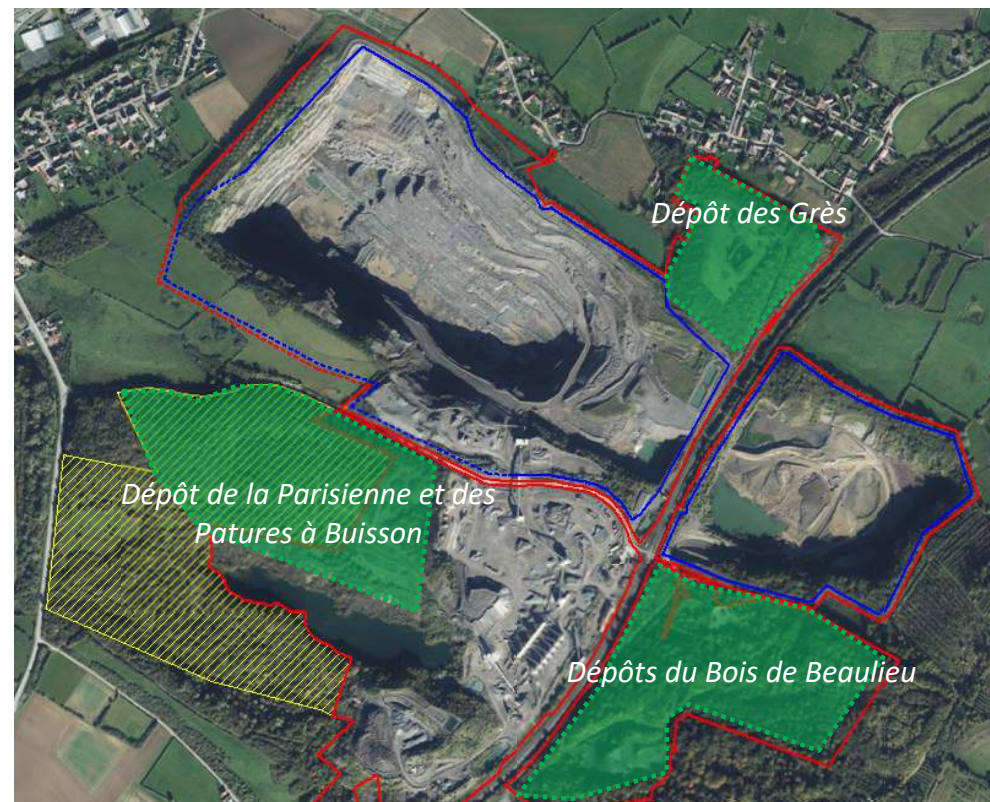 Dépôt des Grès
Dépôt de la Parisienne et des
Patures à Buisson
Dépôts du Bois de Beaulieu